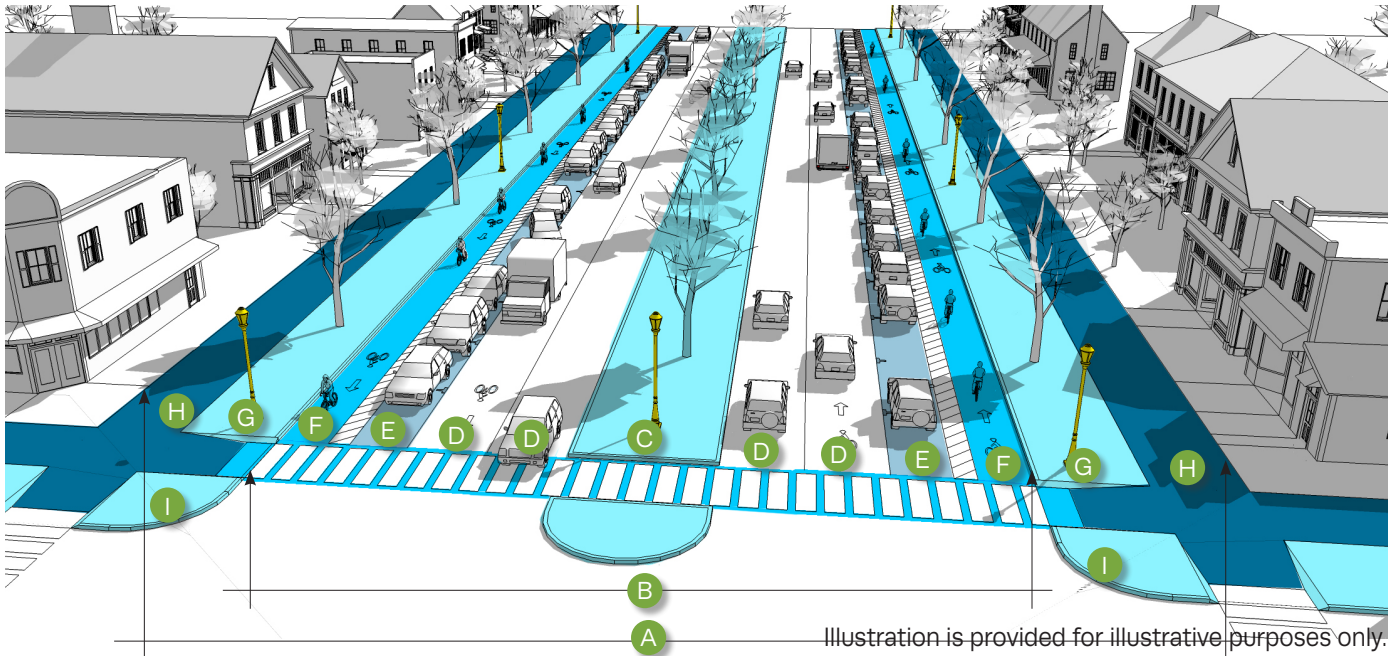 H
G
F
E
D
D
C
D
D
E
F
G
H
I
I
B
A
Illustration is provided for illustrative purposes only.